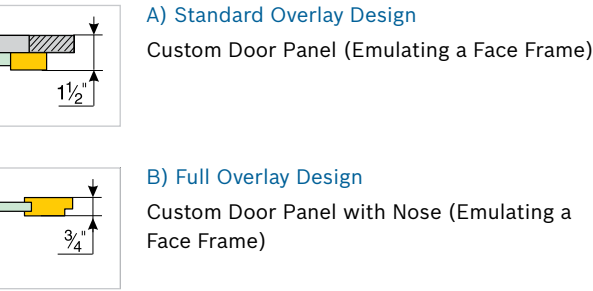 A) Standard Overlay Design
Custom Door Panel (Emulating a Face Frame)
1½"
B) Full Overlay Design
Custom Door Panel with Nose (Emulating a
Face Frame)
¾"